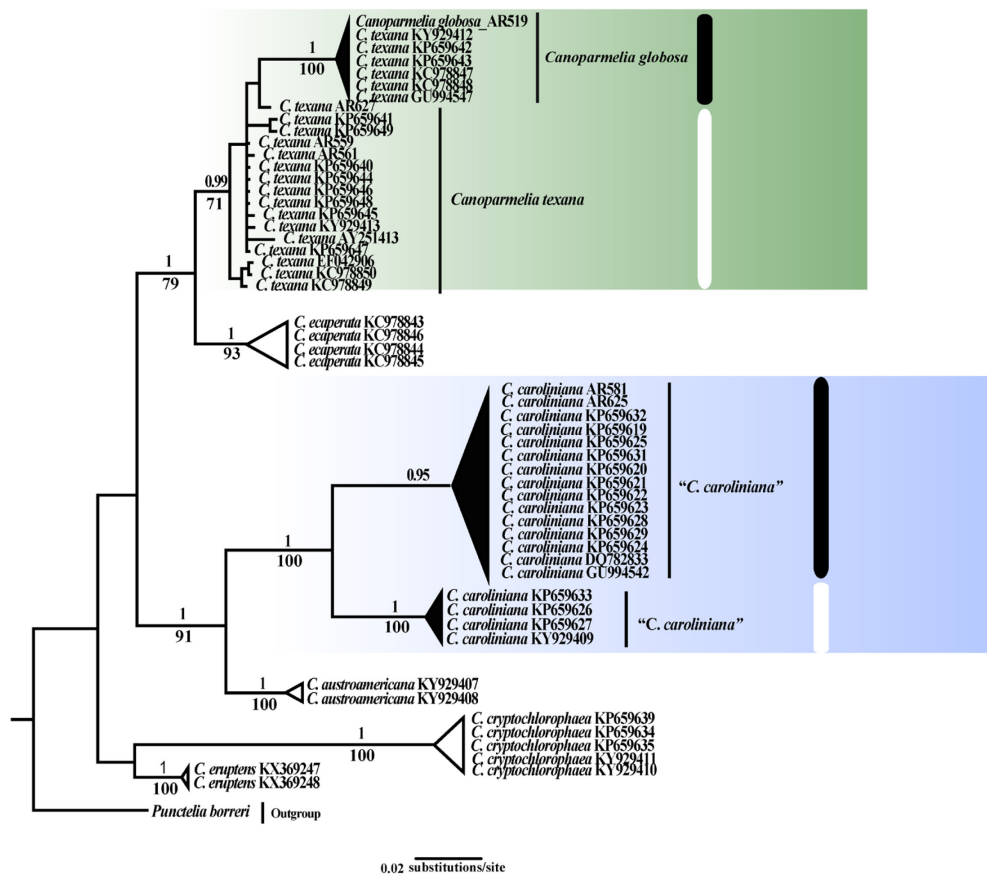 Canoparmelia globosa_AR519
C. texana KY929412
C. texana KP659642
C. texana KP659643
C. texana KC978847
C. texana KC978848
C. texana GU994547
Canoparmelia globosa
1
100
C. texana AR627
C. texana KP659641
C. texana KP659649
C. texana AR559
C. texana AR561
C. texana KP659640
C. texana KP659644
C. texana KP659646
C. texana KP659648
C. texana KP659645
C. texana KY929413
C. texana AY251413
C. texana KP659647
C. texana EF042906
C. texana KC978850
C. texana KC978849
Canoparmelia texana
0.99
71
1
79
C. ecaperata KC978843
C. ecaperata KC978846
C. ecaperata KC978844
C. ecaperata KC978845
1
93
C. caroliniana AR581
C. caroliniana AR625
C. caroliniana KP659632
C. caroliniana KP659619
C. caroliniana KP659625
C. caroliniana KP659631
C. caroliniana KP659620
C. caroliniana KP659621
C. caroliniana KP659622
C. caroliniana KP659623
C. caroliniana KP659628
C. caroliniana KP659629
C. caroliniana KP659624
C. caroliniana DQ782833
C. caroliniana GU994542
“C. caroliniana”
0.95
1
100
C. caroliniana KP659633
C. caroliniana KP659626
C. caroliniana KP659627
C. caroliniana KY929409
“C. caroliniana”
1
100
1
91
C. austroamericana KY929407
C. austroamericana KY929408
1
100
C. cryptochlorophaea KP659639
C. cryptochlorophaea KP659634
C. cryptochlorophaea KP659635
C. cryptochlorophaea KY929411
C. cryptochlorophaea KY929410
1
100
C. eruptens KX369247
C. eruptens KX369248
1
100
Punctelia borreri
Outgroup
0.02 substitutions/site